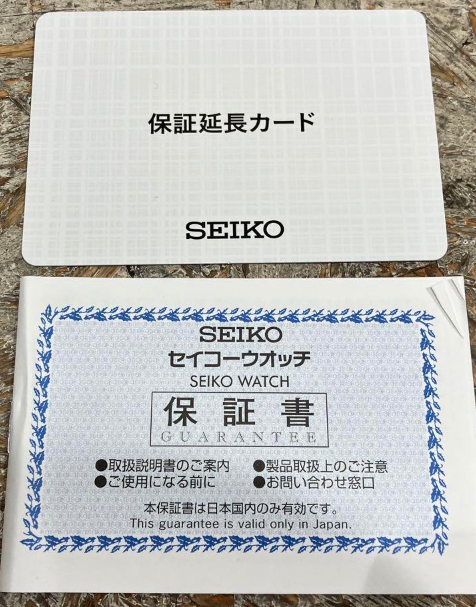 保証延長カード
SEIKO
SEIKO
セイコーウオッチ
SEIKO WATCH
保証書
GUARANTEE
●取扱説明書のご案内 ●製品取扱上のご注意
●ご使用になる前に ●お問い合わせ窓口
本保証書は日本国内のみ有効です。
This guarantee is valid only in Japan.